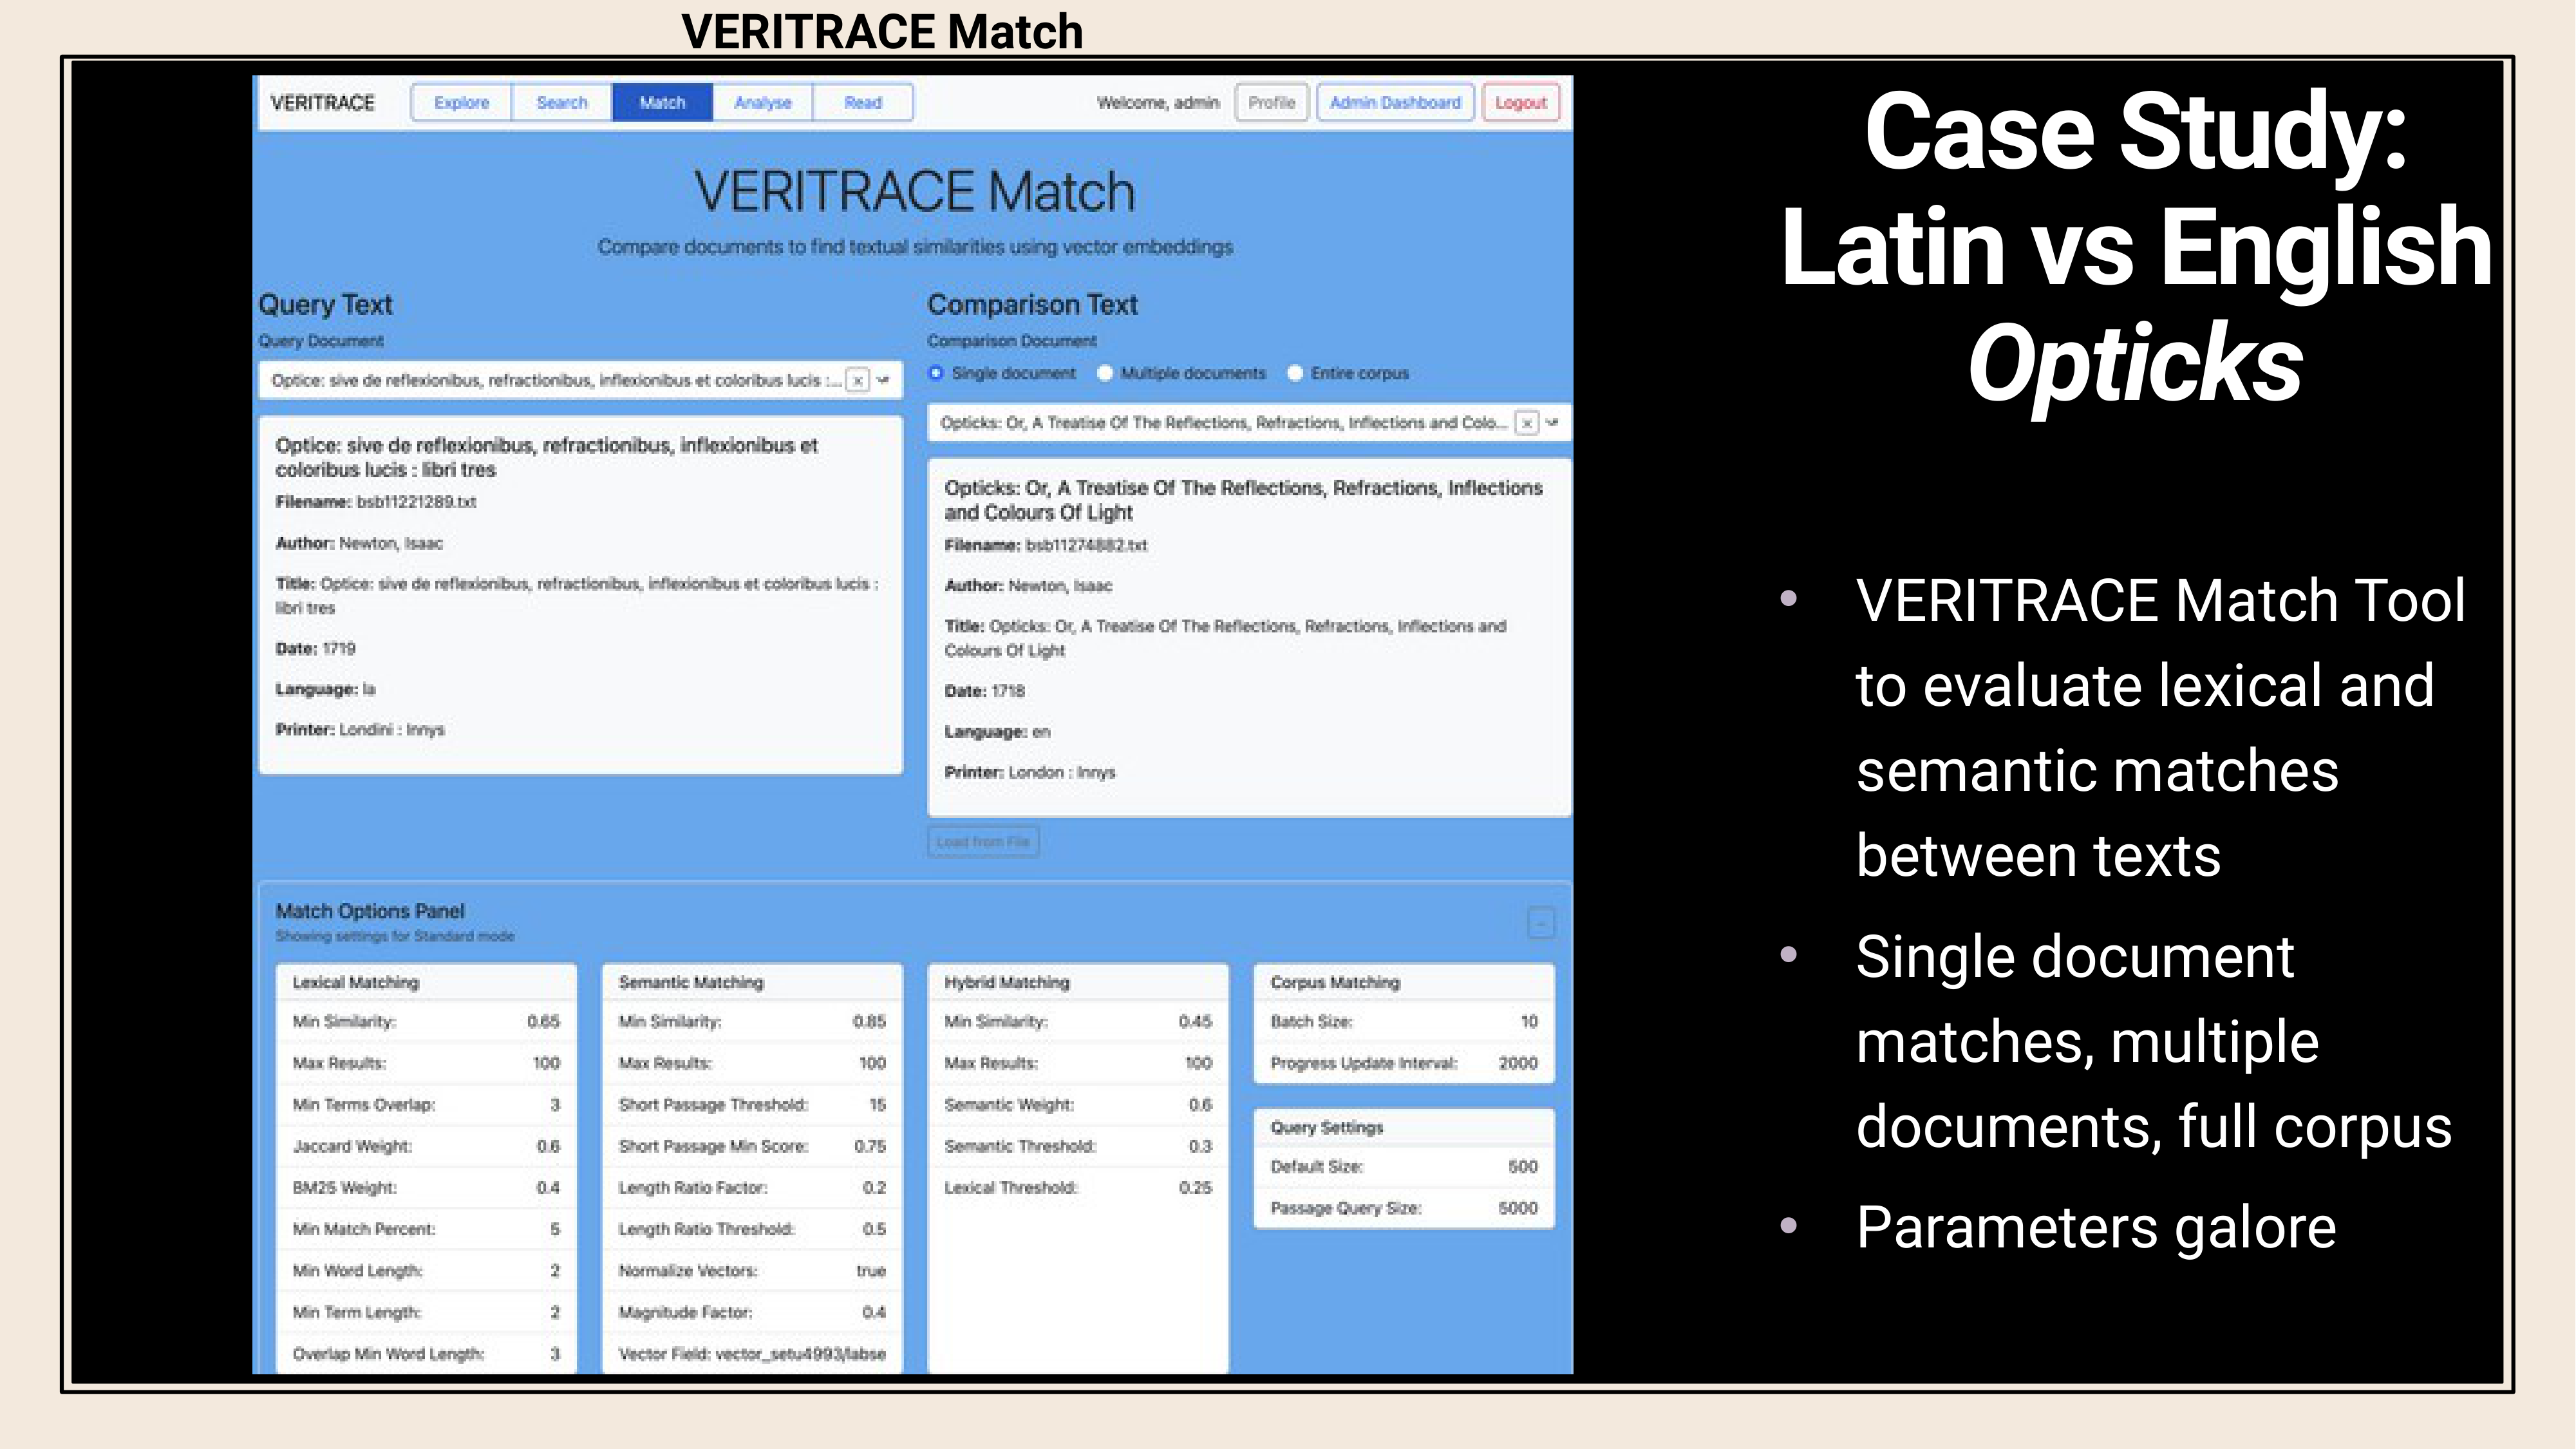 VERITRACE Match
VERITRACE
Explore
Search
Match
Analyse
Read
Welcome, admin
Profile
Admin Dashboard
Logout
VERITRACE Match
Compare documents to find textual similarities using vector embeddings
Query Text
Query Document
Optice: sive de reflexionibus, refractionibus, inflexionibus et coloribus lucis :...
Optice: sive de reflexionibus, refractionibus, inflexionibus et
coloribus lucis : libri tres
Filename: bsb11221289.txt
Author: Newton, Isaac
Title: Optice: sive de reflexionibus, refractionibus, inflexionibus et coloribus lucis :
libri tres
Date: 1719
Language: la
Printer: Londini : Innys
Comparison Text
Comparison Document
Single document
Multiple documents
Entire corpus
Opticks: Or, A Treatise Of The Reflections, Refractions, Inflections and Colo...
Opticks: Or, A Treatise Of The Reflections, Refractions, Inflections
and Colours Of Light
Filename: bsb11274882.txt
Author: Newton, Isaac
Title: Opticks: Or, A Treatise Of The Reflections, Refractions, Inflections and
Colours Of Light
Date: 1718
Language: en
Printer: London : Innys
Load from File
Match Options Panel
Showing settings for Standard mode
Lexical Matching
Min Similarity: 0.65
Max Results: 100
Min Terms Overlap: 3
Jaccard Weight: 0.6
BM25 Weight: 0.4
Min Match Percent: 5
Min Word Length: 2
Min Term Length: 2
Overlap Min Word Length: 3
Semantic Matching
Min Similarity: 0.85
Max Results: 100
Short Passage Threshold: 15
Short Passage Min Score: 0.75
Length Ratio Factor: 0.2
Length Ratio Threshold: 0.5
Normalize Vectors: true
Magnitude Factor: 0.4
Vector Field: vector_setu4993/labse
Hybrid Matching
Min Similarity: 0.45
Max Results: 100
Semantic Weight: 0.6
Semantic Threshold: 0.3
Lexical Threshold: 0.25
Corpus Matching
Batch Size: 10
Progress Update Interval: 2000
Query Settings
Default Size: 500
Passage Query Size: 5000
Case Study:
Latin vs English
Opticks
• VERITRACE Match Tool
to evaluate lexical and
semantic matches
between texts
• Single document
matches, multiple
documents, full corpus
• Parameters galore